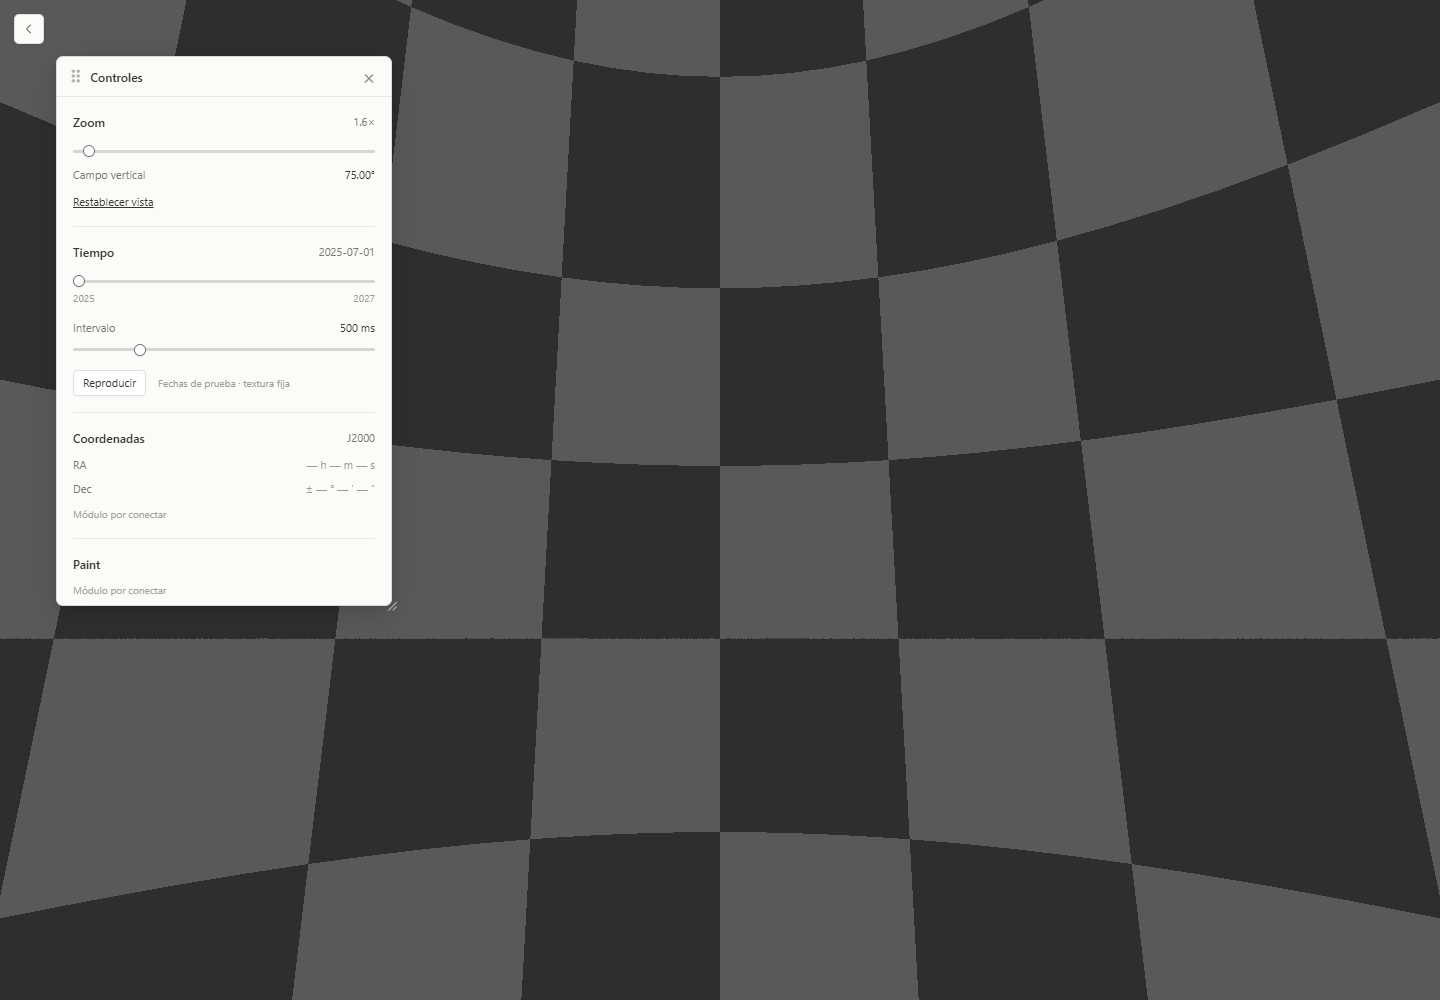 Controles
Zoom 1.6×
Campo vertical 75.00°
Restablecer vista
Tiempo 2025-07-01
2025 2027
Intervalo 500 ms
Reproducir Fechas de prueba · textura fija
Coordenadas J2000
RA — h — m — s
Dec ± — ° — ′ — ″
Módulo por conectar
Paint
Módulo por conectar